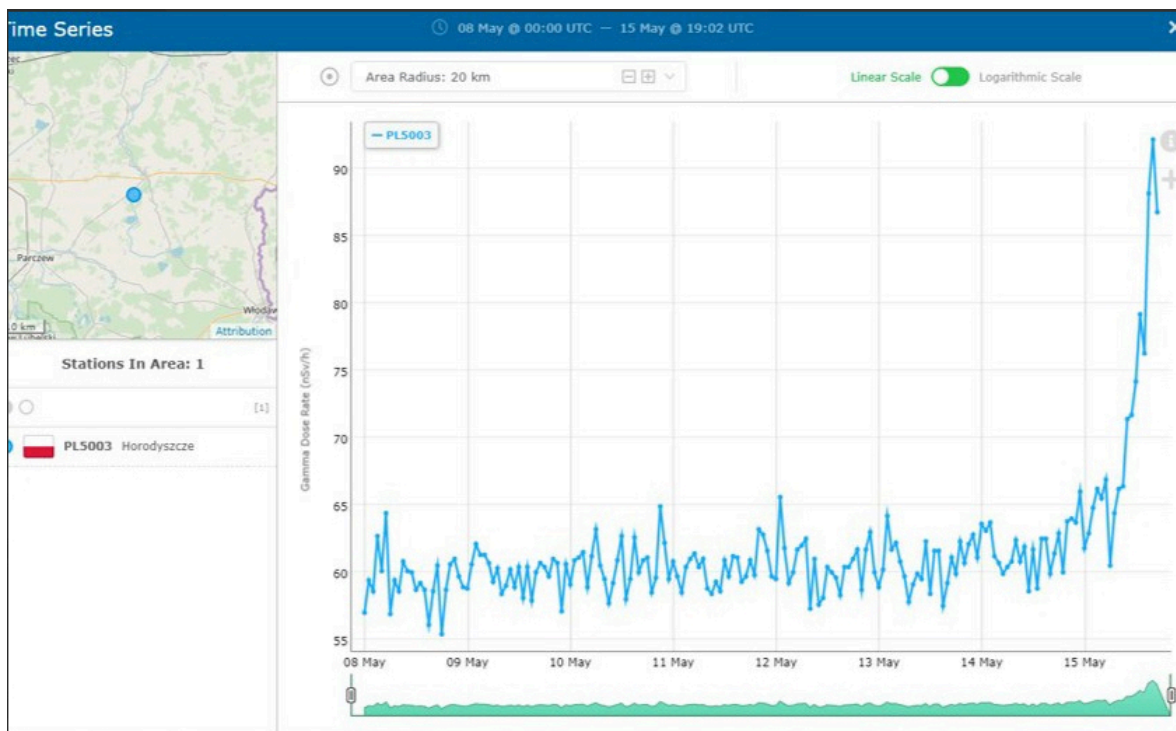 Time Series
08 May @ 00:00 UTC — 15 May @ 19:02 UTC
Area Radius: 20 km
Linear Scale
Logarithmic Scale
PL5003
Parczew
Attribution
Stations In Area: 1
[1]
PL5003 Horodyszcze
Gamma Dose Rate (nSv/h)
90
85
80
75
70
65
60
55
08 May
09 May
10 May
11 May
12 May
13 May
14 May
15 May